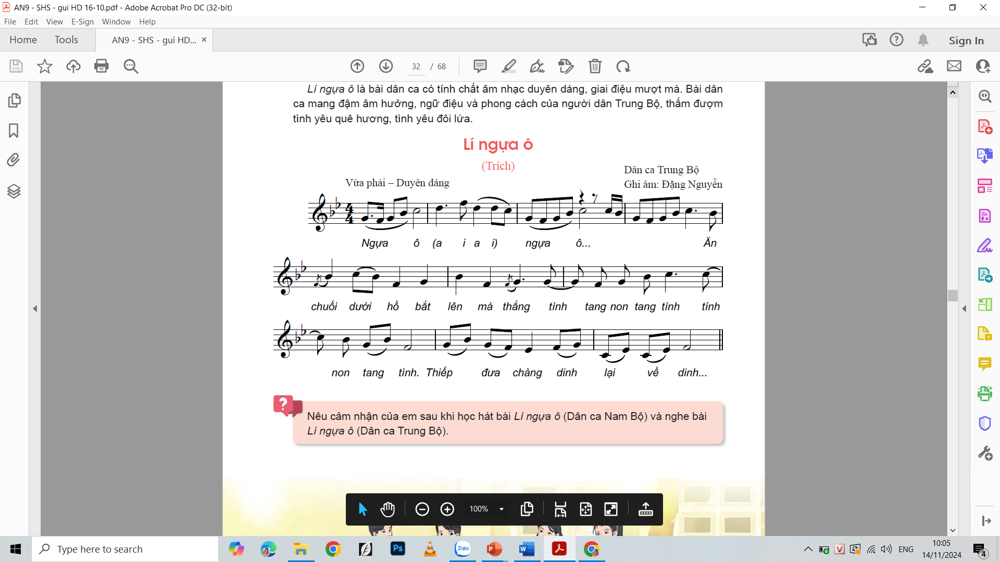 AN9 - SHS - gui HD 16-10.pdf - Adobe Acrobat Pro DC (32-bit)
File Edit View E-Sign Window Help
Home Tools AN9 - SHS - gui HD... × Sign In
32 / 68
Lí ngựa ô là bài dân ca có tính chất âm nhạc duyên dáng, giai điệu mượt mà. Bài dân
ca mang đậm âm hưởng, ngữ điệu và phong cách của người dân Trung Bộ, thấm đượm
tình yêu quê hương, tình yêu đôi lứa.
Lí ngựa ô
(Trích)
Dân ca Trung Bộ
Vừa phải – Duyên dáng
Ghi âm: Đặng Nguyễn
4
4
Ngựa ô (a i a i) ngựa ô... Ăn
chuối dưới hồ bắt lên mà thắng tình tang non tang tính tính
non tang tình. Thiếp đưa chàng dinh lại về dinh...
?
Nêu cảm nhận của em sau khi học hát bài Lí ngựa ô (Dân ca Nam Bộ) và nghe bài
Lí ngựa ô (Dân ca Trung Bộ).
100%
Type here to search
Ps
Zalo
P
W
V
ENG
10:05
14/11/2024
4